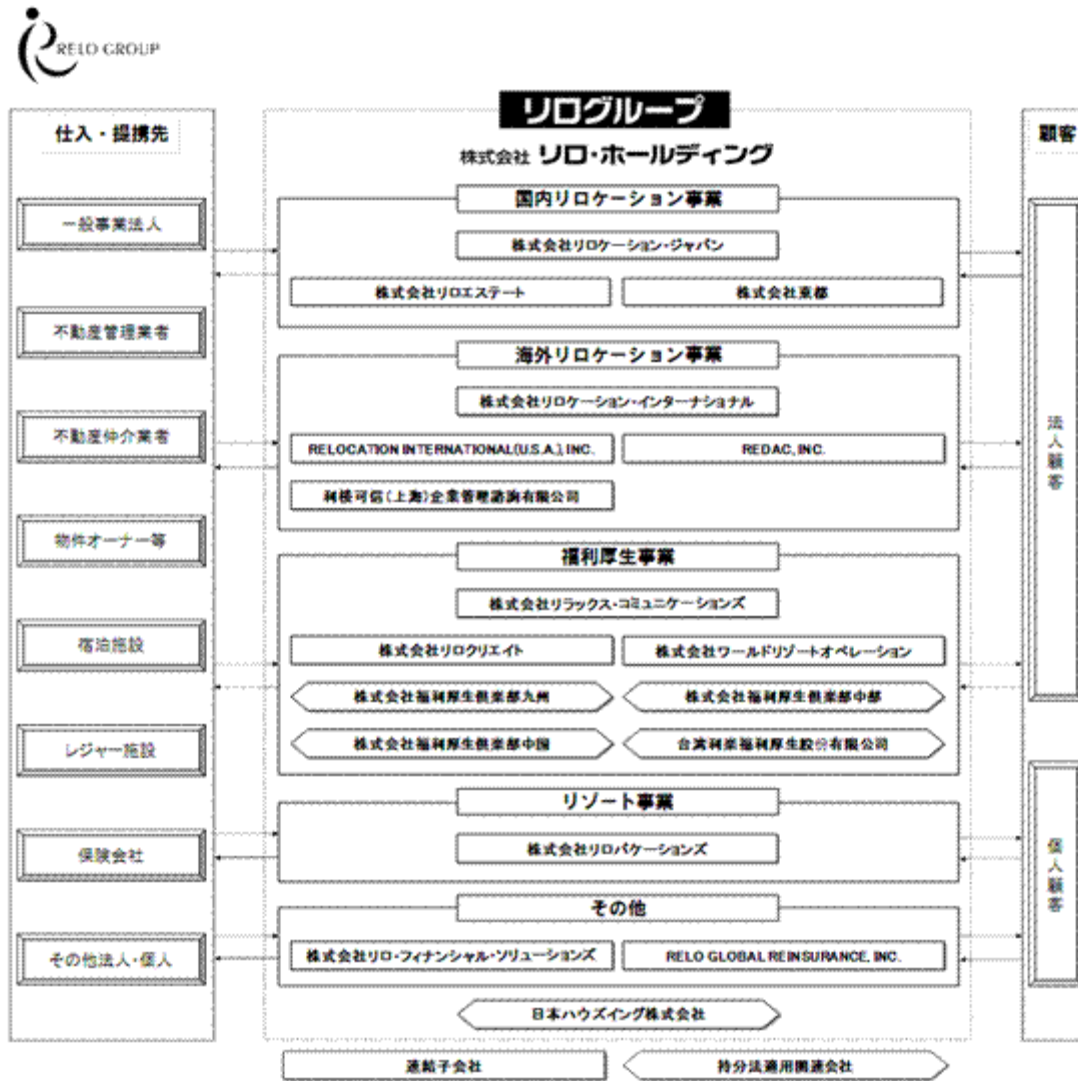 RELO GROUP
リログループ
株式会社 リロ・ホールディング
仕入・提携先
一般事業法人
不動産管理業者
不動産仲介業者
物件オーナー等
宿泊施設
レジャー施設
保険会社
その他法人・個人
国内リロケーション事業
株式会社リロケーション・ジャパン
株式会社リロエステート
株式会社東都
海外リロケーション事業
株式会社リロケーション・インターナショナル
RELOCATION INTERNATIONAL(U.S.A.), INC.
REDAC, INC.
利楼可信(上海)企業管理諮詢有限公司
福利厚生事業
株式会社リラックス・コミュニケーションズ
株式会社リロクリエイト
株式会社ワールドリゾートオペレーション
株式会社福利厚生倶楽部九州
株式会社福利厚生倶楽部中部
株式会社福利厚生倶楽部中国
台湾利楽福利厚生股份有限公司
リゾート事業
株式会社リロバケーションズ
その他
株式会社リロ・フィナンシャル・ソリューションズ
RELO GLOBAL REINSURANCE, INC.
日本ハウズイング株式会社
連結子会社
持分法適用関連会社
顧客
法人顧客
個人顧客